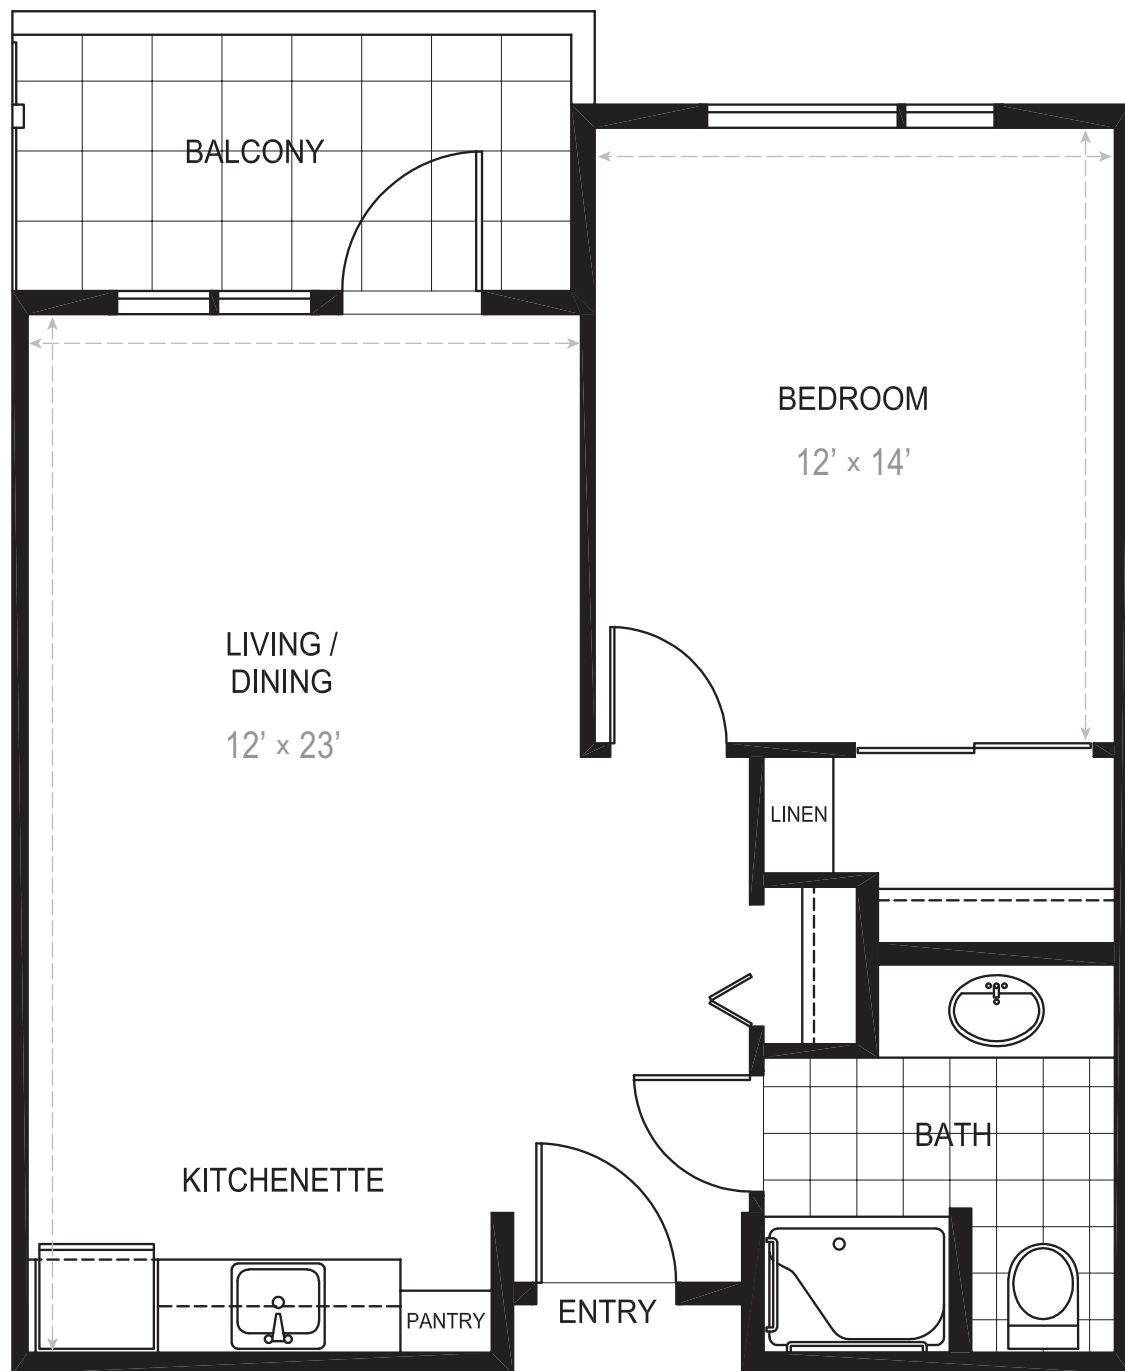 BALCONY
BEDROOM
12’ x 14’
LIVING /
DINING
12’ x 23’
LINEN
BATH
KITCHENETTE
PANTRY
ENTRY